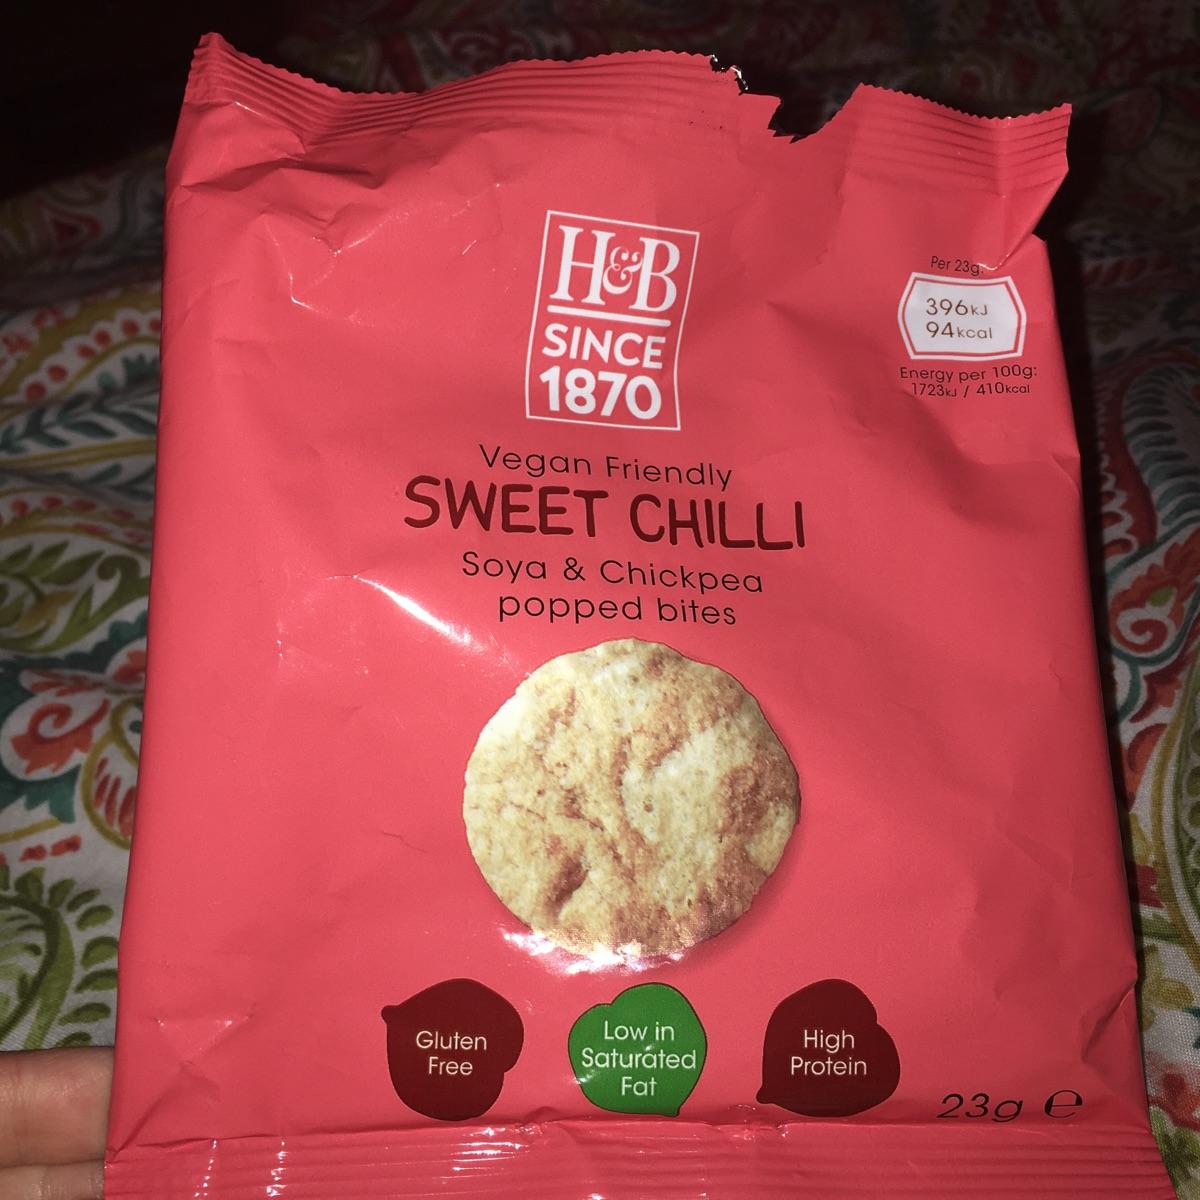 H&B
SINCE
1870
Per 23g:
396kJ
94kcal
Energy per 100g:
1723kJ / 410kcal
Vegan Friendly
SWEET CHILLI
Soya & Chickpea
popped bites
Gluten
Free
Low in
Saturated
Fat
High
Protein
23g ℮